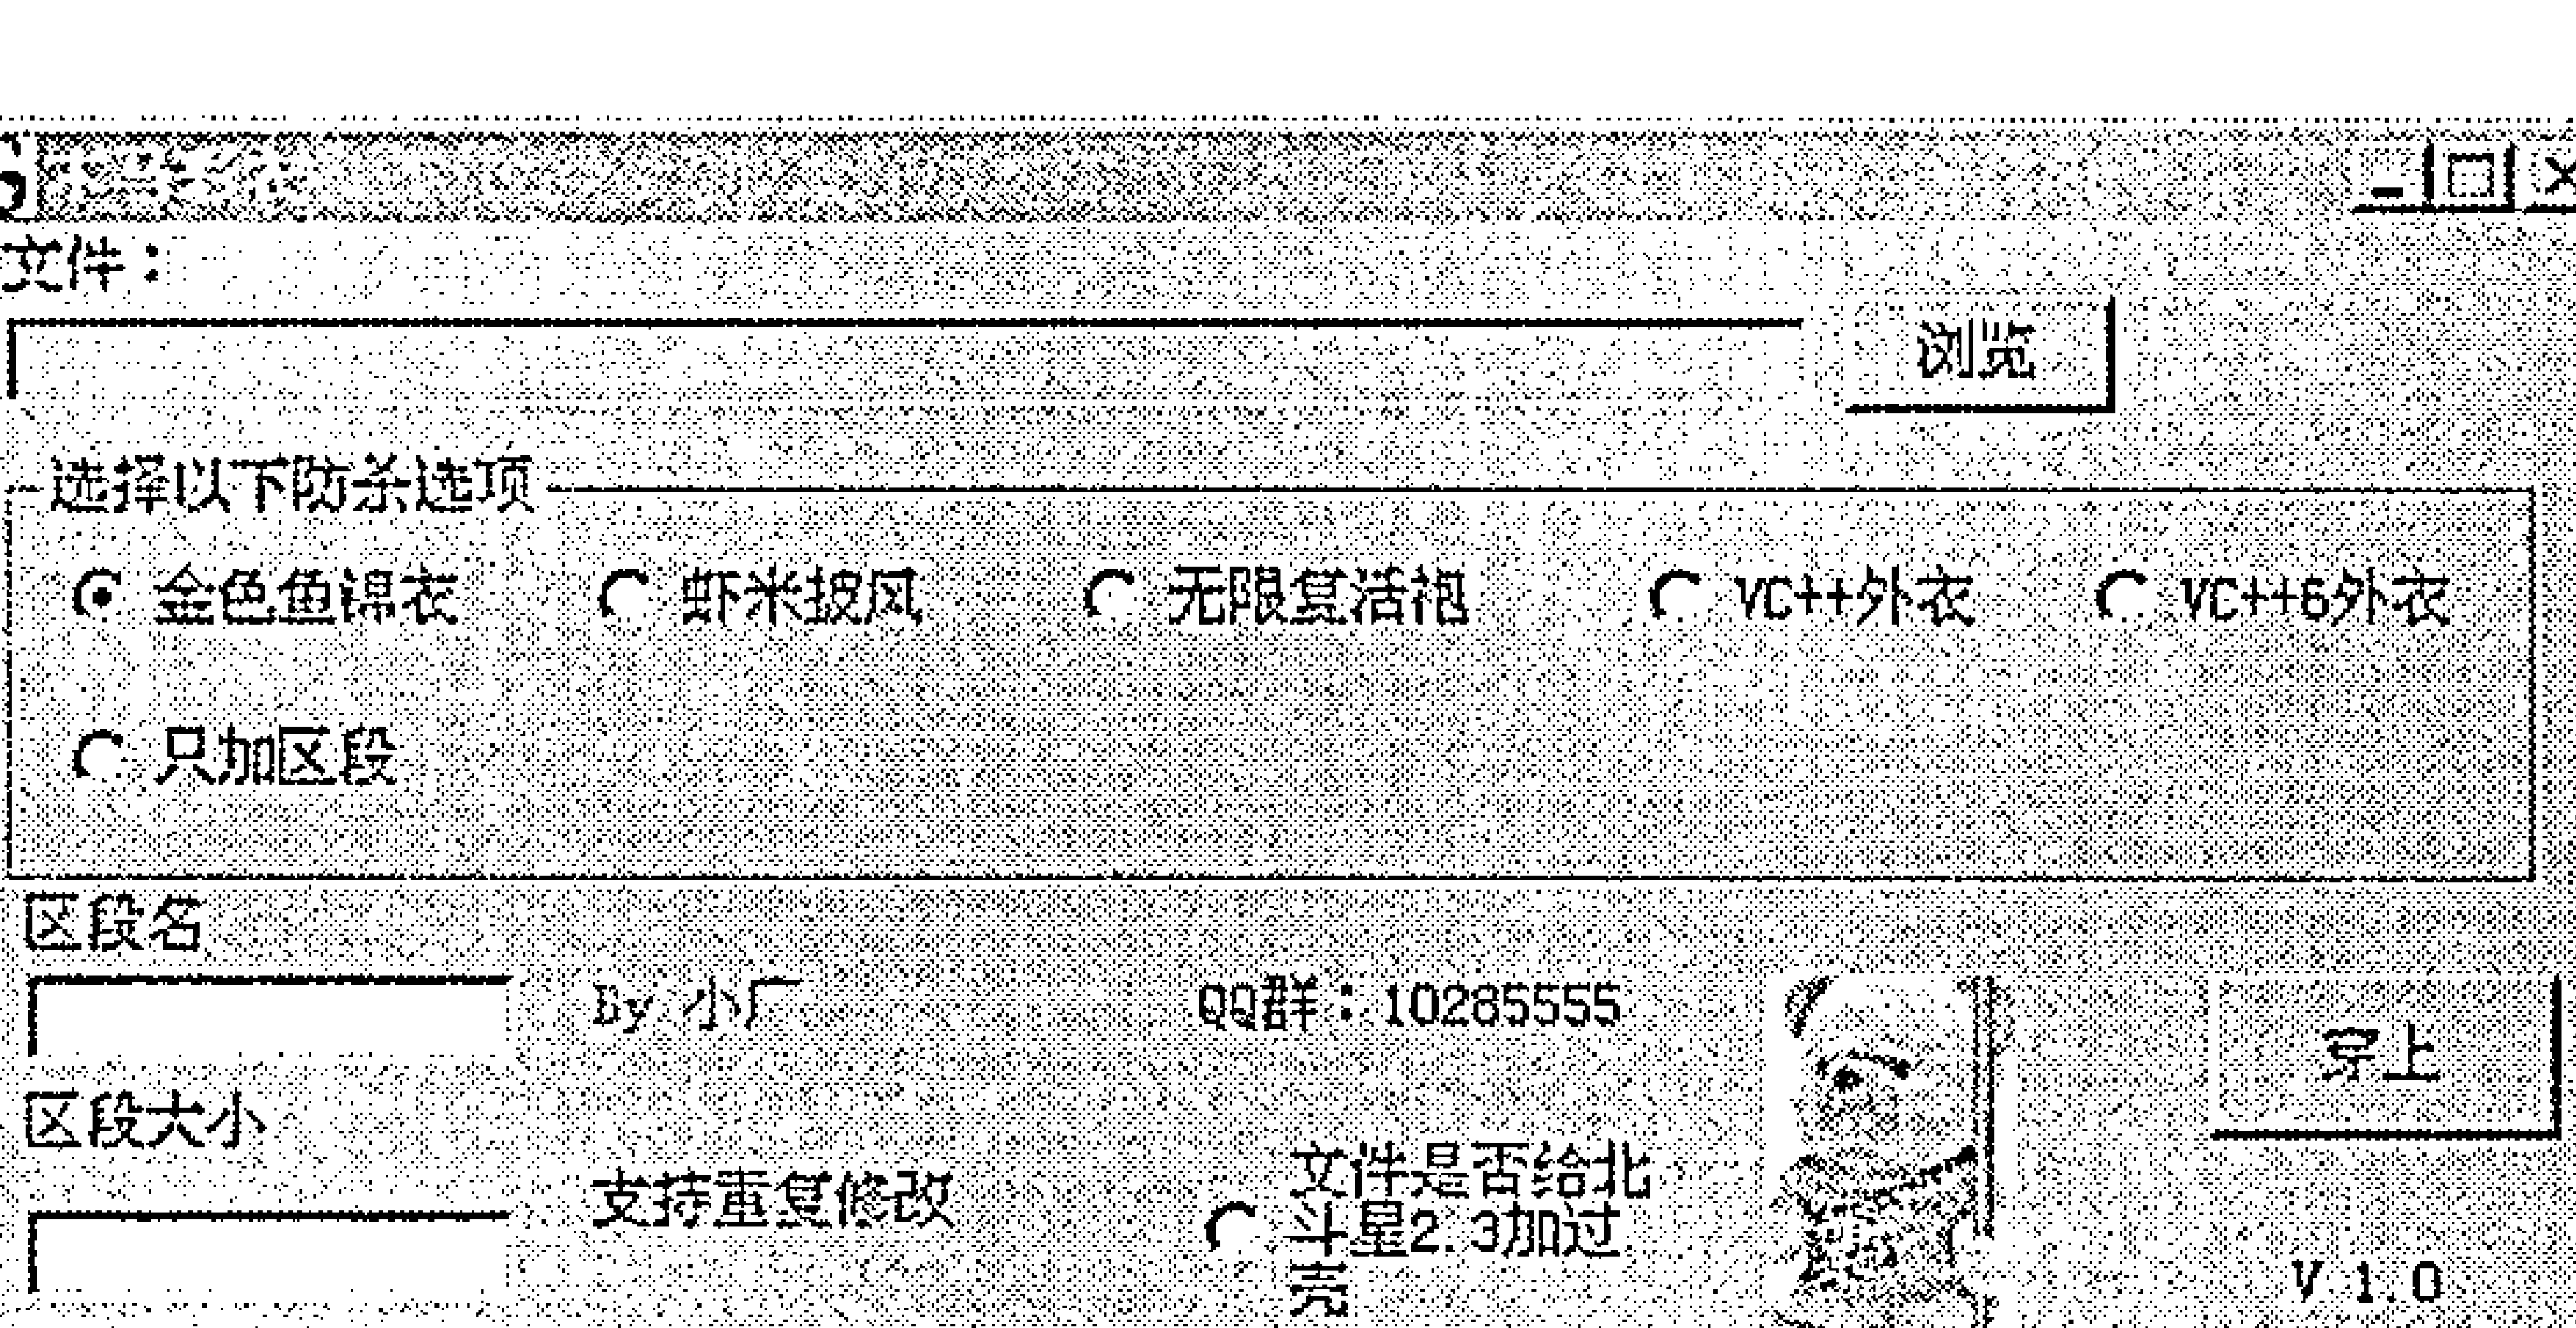 文件：
浏览
选择以下防杀选项
金色鱼锦衣 虾米披风 无限复活袍 VC++外衣 VC++6外衣
只加区段
区段名
By 小厂 QQ群：10285555
穿上
区段大小
支持重复修改
文件是否给北
斗星2.3加过
壳
V 1.0